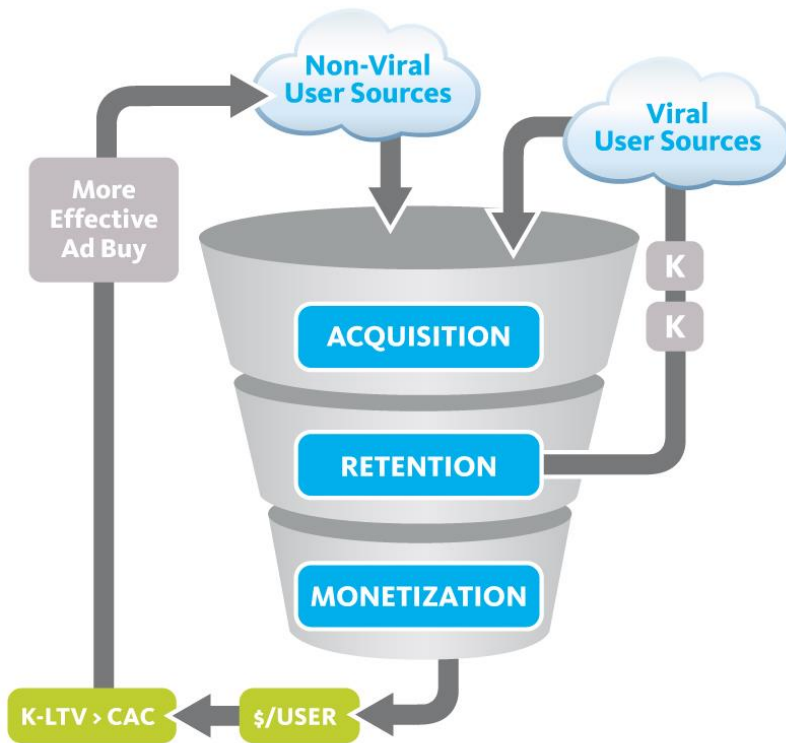 Non-Viral
User Sources
Viral
User Sources
More
Effective
Ad Buy
K
K
ACQUISITION
RETENTION
MONETIZATION
K-LTV > CAC
$/USER